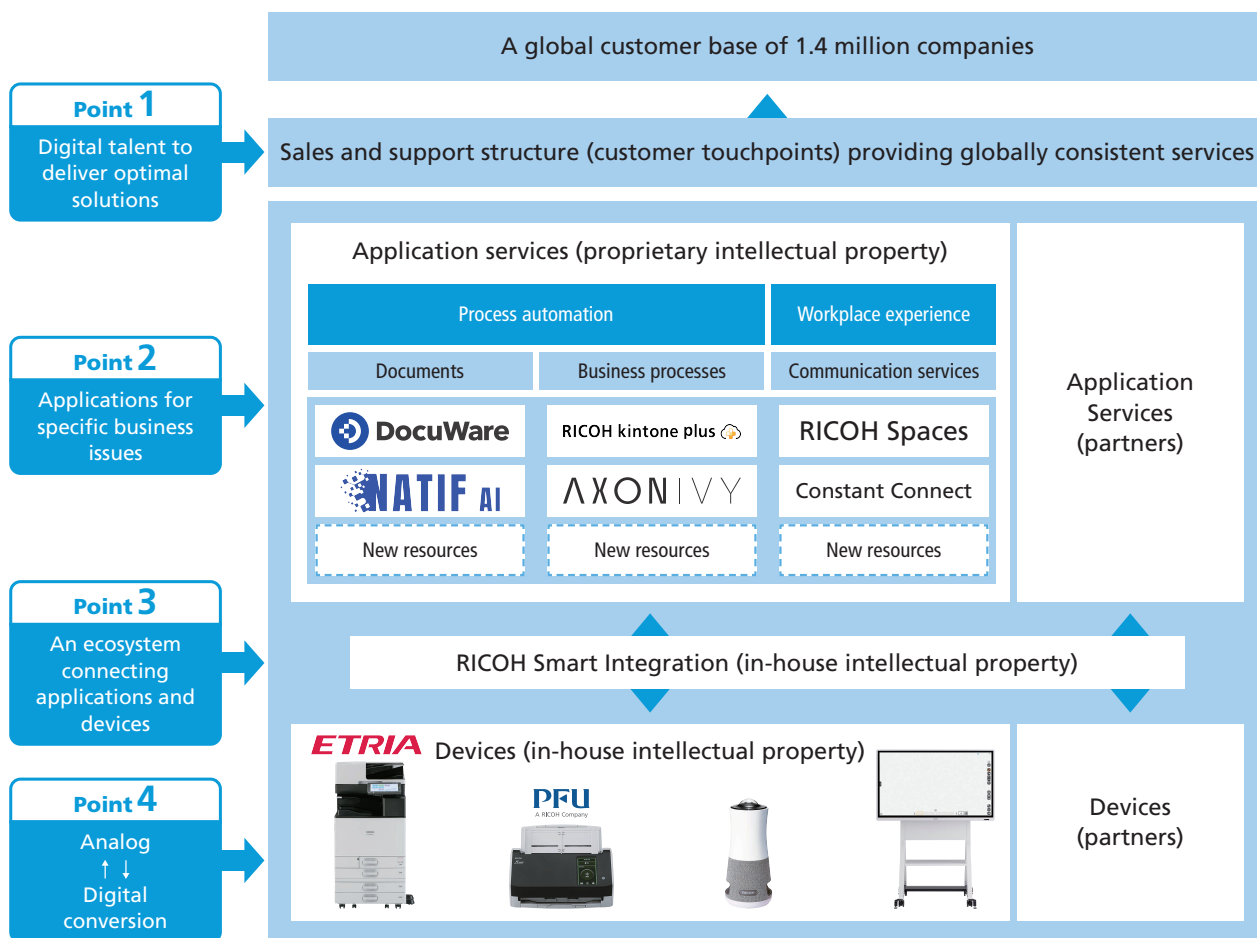 A global customer base of 1.4 million companies
Point 1
Digital talent to
deliver optimal
solutions
Sales and support structure (customer touchpoints) providing globally consistent services
Point 2
Applications for
specific business
issues
Application services (proprietary intellectual property)
Process automation
Workplace experience
Documents
Business processes
Communication services
DocuWare
RICOH kintone plus
RICOH Spaces
NATIF AI
AXONIVY
Constant Connect
New resources
New resources
New resources
Application
Services
(partners)
Point 3
An ecosystem
connecting
applications and
devices
RICOH Smart Integration (in-house intellectual property)
Point 4
Analog
↑ ↓
Digital
conversion
ETRIA
Devices (in-house intellectual property)
PFU
A RICOH Company
Devices
(partners)